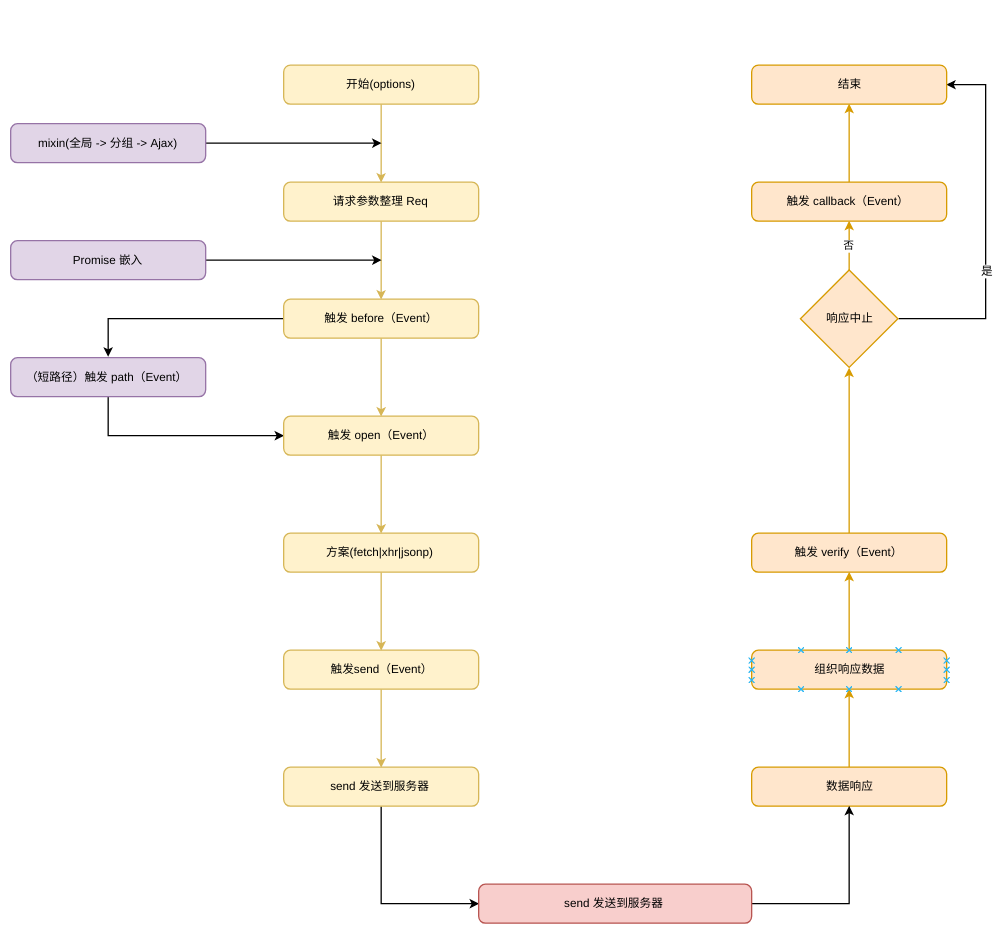 开始(options)
mixin(全局 -> 分组 -> Ajax)
请求参数整理 Req
Promise 嵌入
触发 before（Event）
（短路径）触发 path（Event）
触发 open（Event）
方案(fetch|xhr|jsonp)
触发send（Event）
send 发送到服务器
send 发送到服务器
数据响应
组织响应数据
触发 verify（Event）
响应中止
否
是
触发 callback（Event）
结束